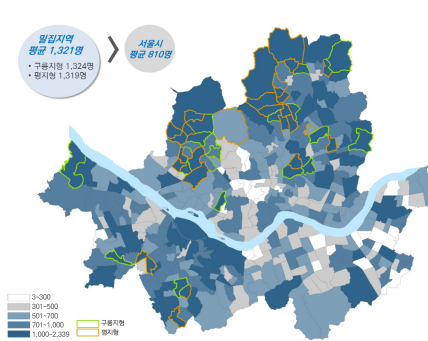 밀집지역
평균 1,321명
• 구릉지형 1,324명
• 평지형 1,319명
서울시
평균 810명
3~300
301~500
501~700
701~1,000
1,000~2,339
구릉지형
평지형